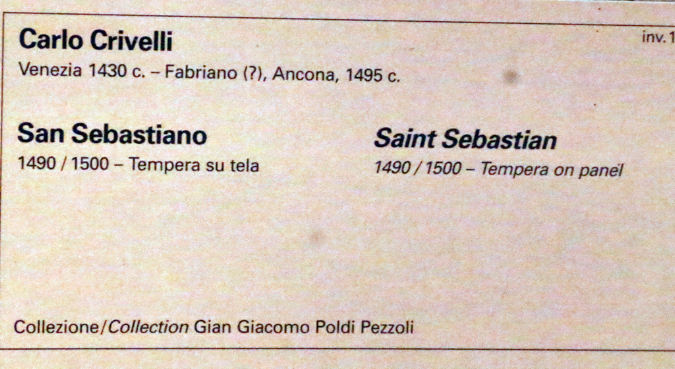 Carlo Crivelli
inv. 1
Venezia 1430 c. – Fabriano (?), Ancona, 1495 c.
San Sebastiano
1490 / 1500 – Tempera su tela
Saint Sebastian
1490 / 1500 – Tempera on panel
Collezione/Collection Gian Giacomo Poldi Pezzoli